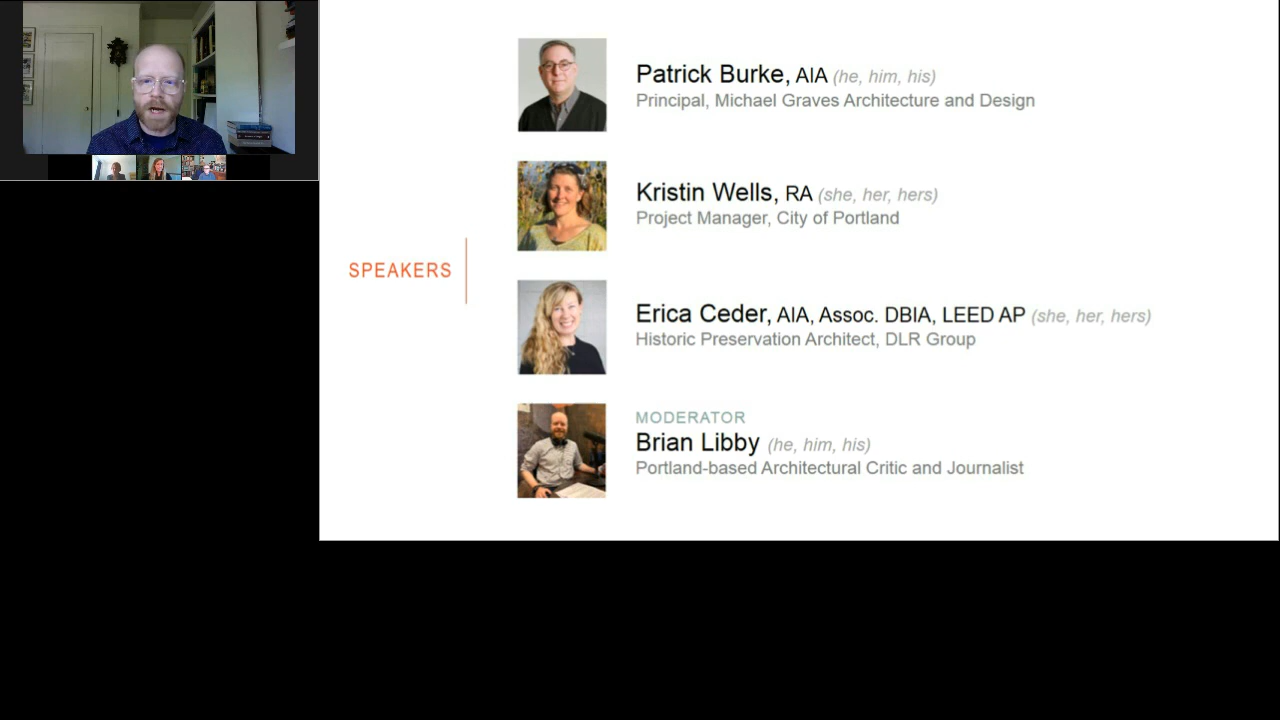 SPEAKERS
Patrick Burke, AIA (he, him, his)
Principal, Michael Graves Architecture and Design
Kristin Wells, RA (she, her, hers)
Project Manager, City of Portland
Erica Ceder, AIA, Assoc. DBIA, LEED AP (she, her, hers)
Historic Preservation Architect, DLR Group
MODERATOR
Brian Libby (he, him, his)
Portland-based Architectural Critic and Journalist